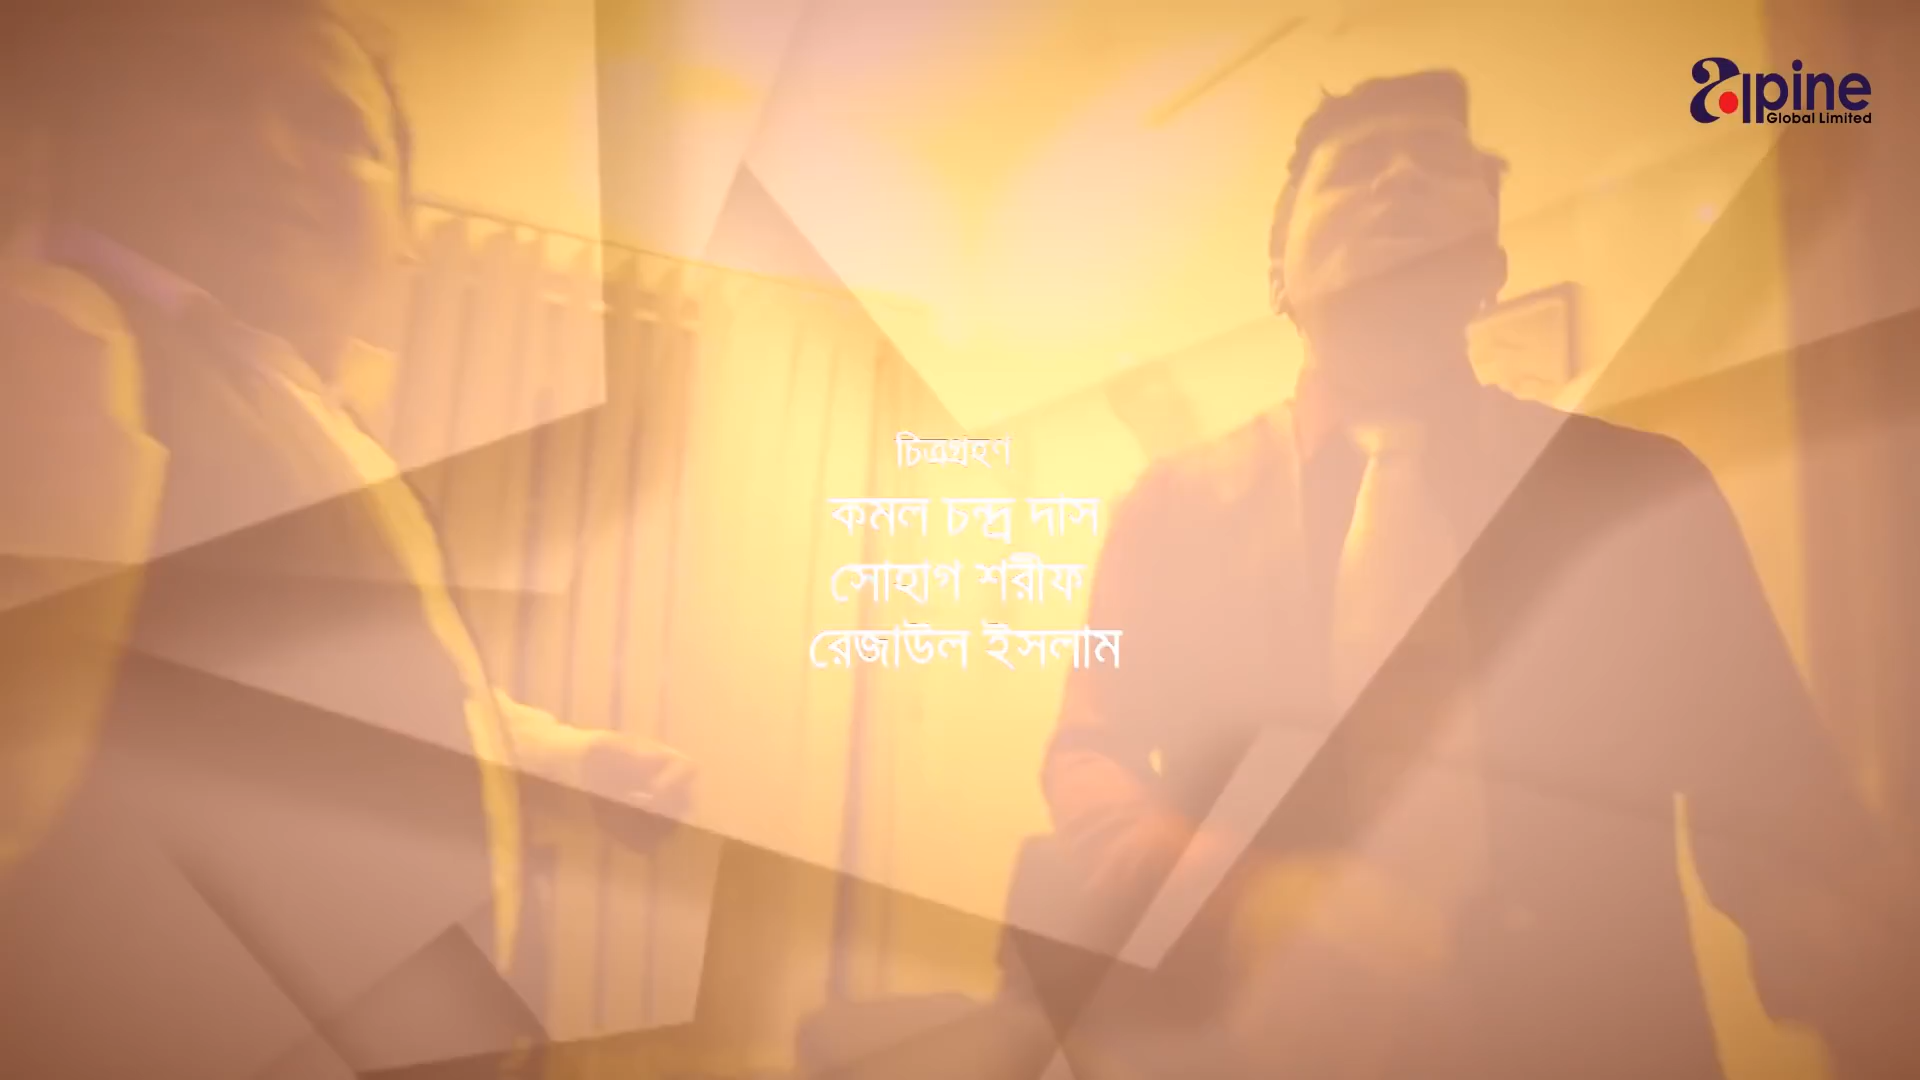 alpine
Global Limited
চিত্রগ্রহণ
কমল চন্দ্র দাস
সোহাগ শরীফ
রেজাউল ইসলাম